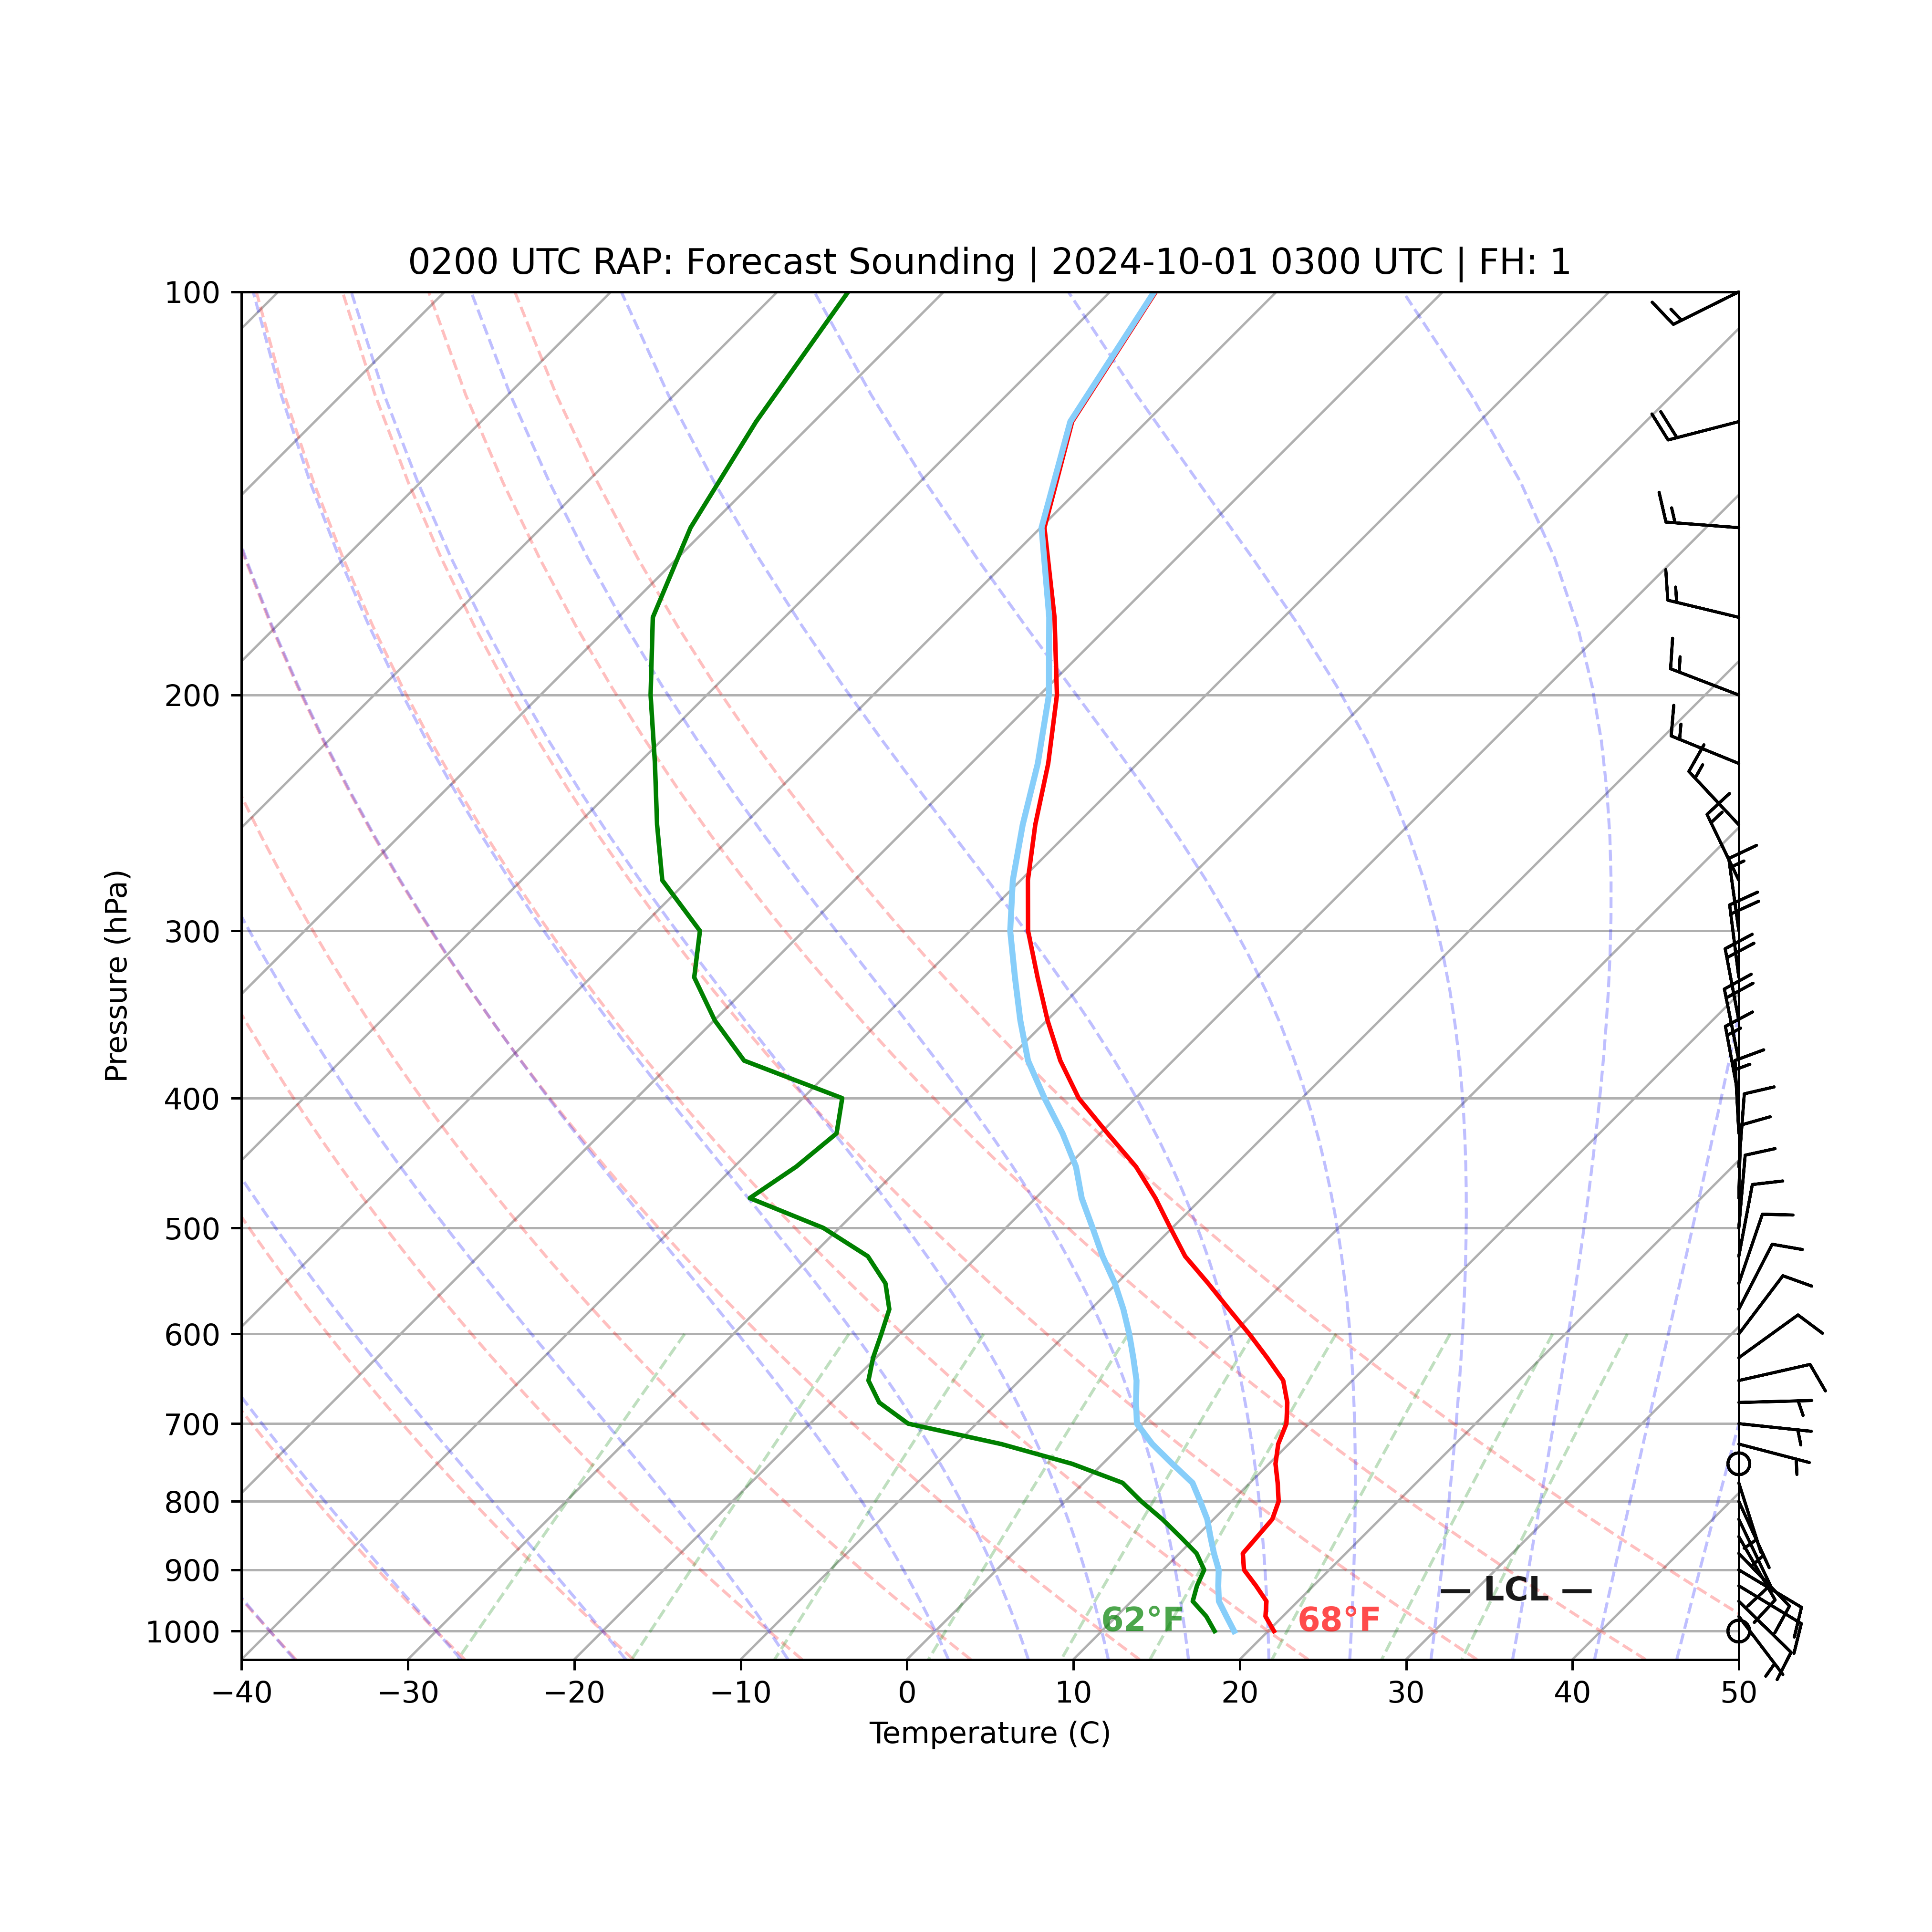 0200 UTC RAP: Forecast Sounding | 2024-10-01 0300 UTC | FH: 1
100
200
300
400
500
600
700
800
900
1000
Pressure (hPa)
— LCL —
62°F 68°F
−40 −30 −20 −10 0 10 20 30 40 50
Temperature (C)